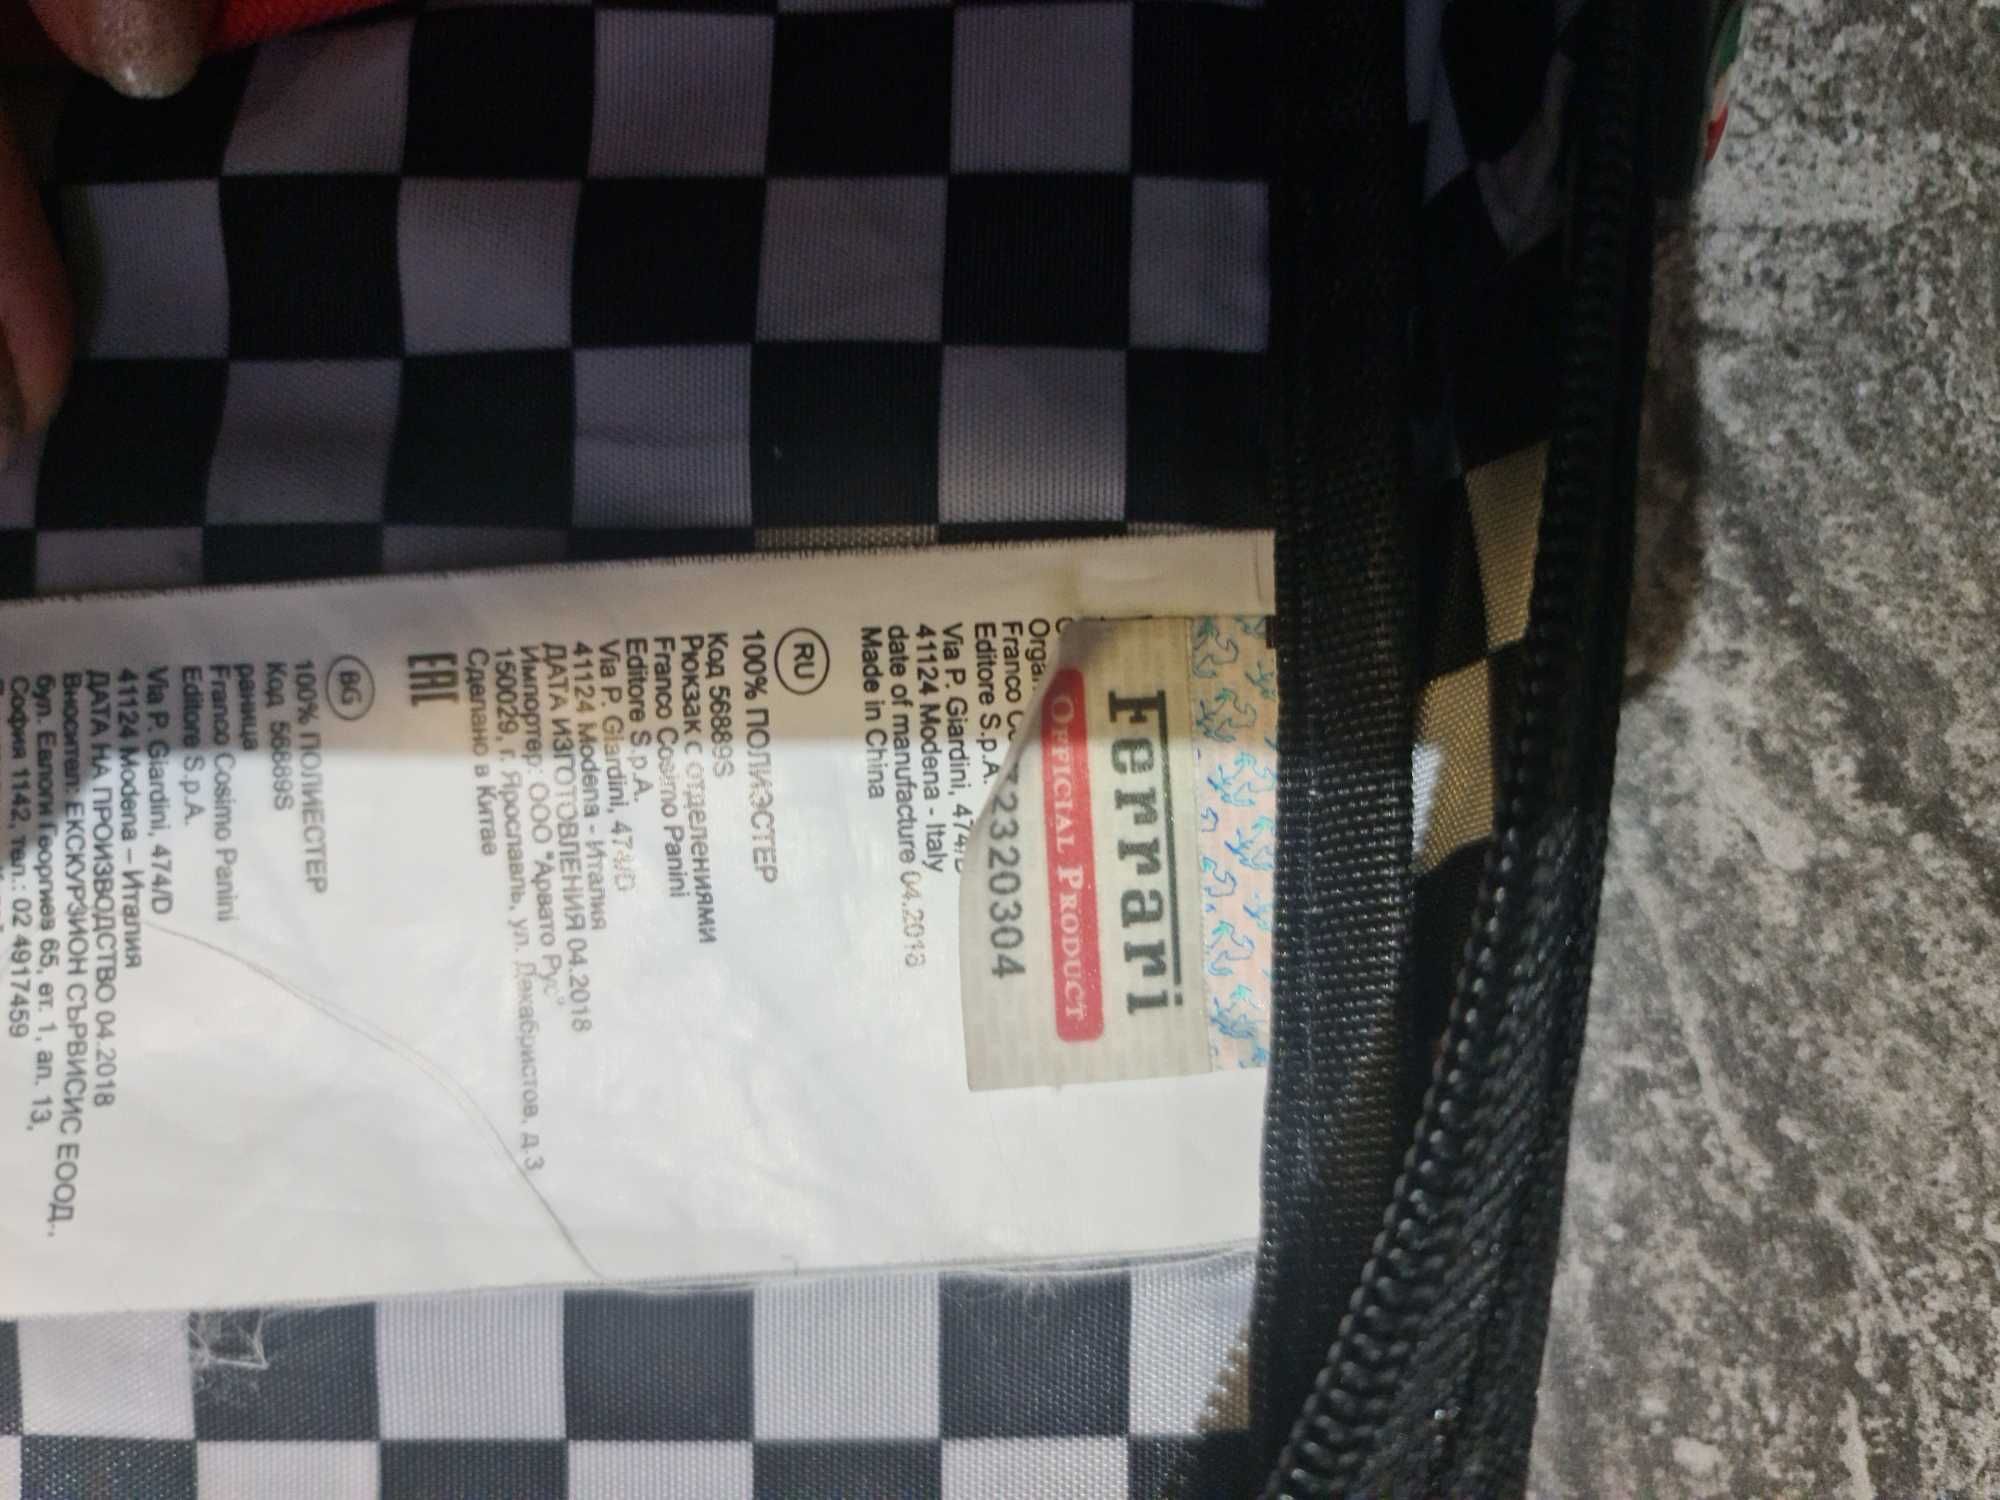 Ferrari
OFFICIAL PRODUCT
72320304
Franco
Editore S.p.A.
Via P. Giardini, 474/D
41124 Modena - Italy
date of manufacture 04.2018
Made in China
RU
100% ПОЛИЭСТЕР
Код 56889S
Рюкзак с отделениями
Franco Cosimo Panini
Editore S.p.A.
Via P. Giardini, 474/D
41124 Modena - Италия
ДАТА ИЗГОТОВЛЕНИЯ 04.2018
Импортер: ООО "Арвато Рус"
150029, г. Ярославль, ул. Декабристов, д.3
Сделано в Китае
EAC
BG
100% ПОЛИЕСТЕР
Код 56889S
раница
Franco Cosimo Panini
Editore S.p.A.
Via P. Giardini, 474/D
41124 Modena – Италия
ДАТА НА ПРОИЗВОДСТВО 04.2018
Вносител: ЕКСКУРЗИОН СЪРВИСИС ЕООД.,
бул. Евлоги Георгиев 65, ет. 1, ап. 13,
София 1142, тел.: 02 4917459